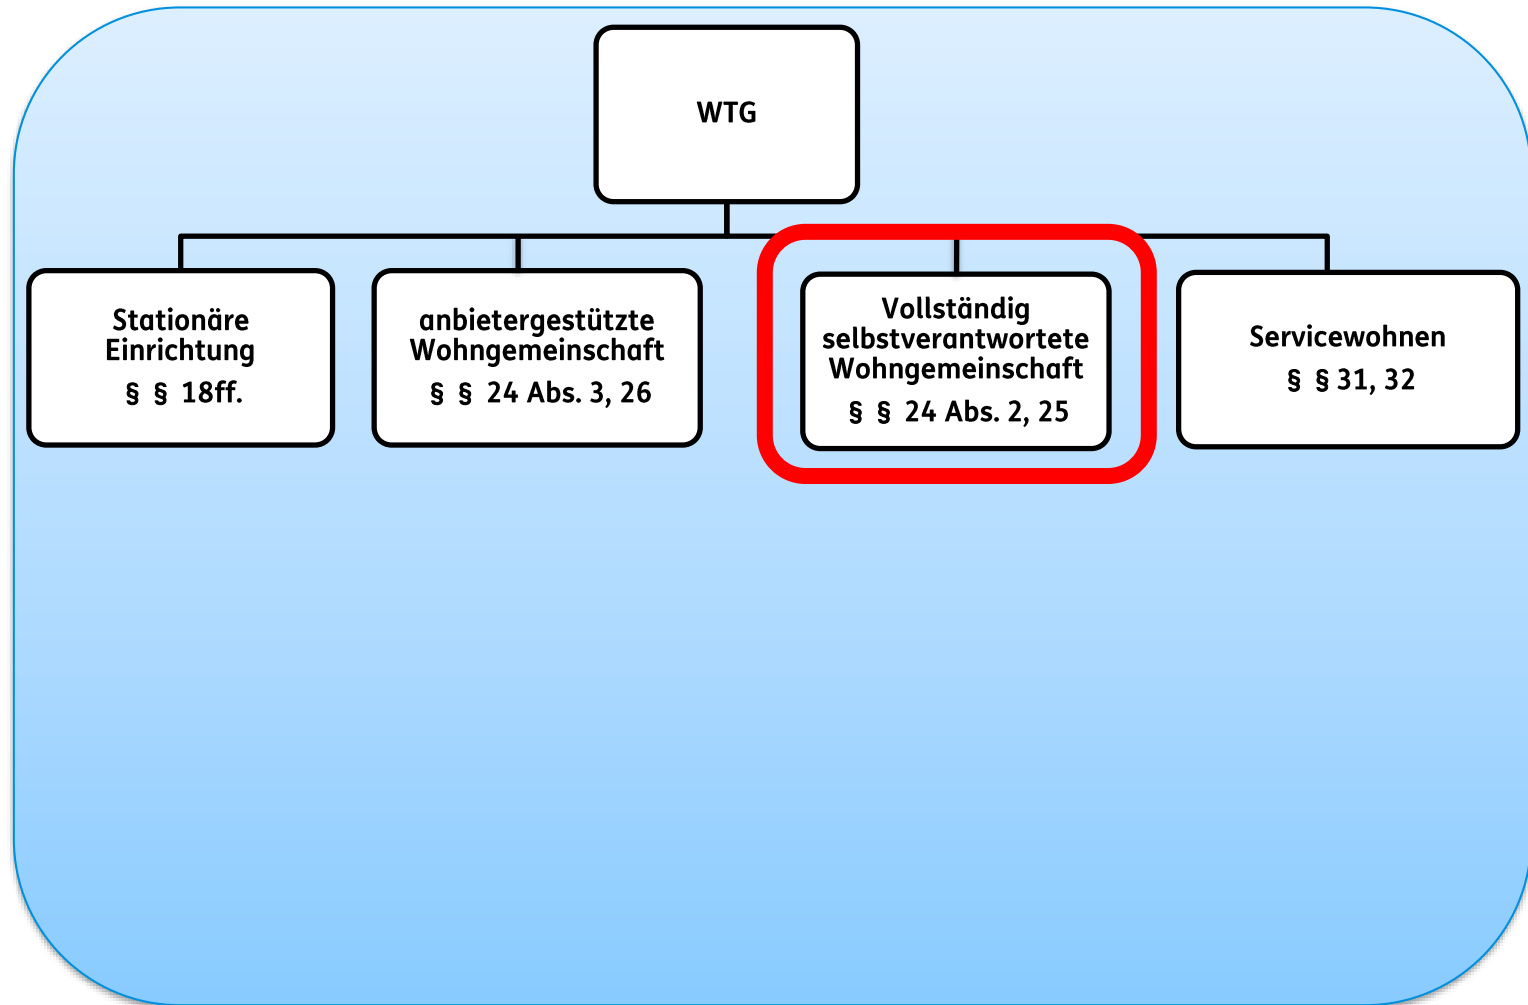 WTG
Stationäre
Einrichtung
§ § 18ff.
anbietergestützte
Wohngemeinschaft
§ § 24 Abs. 3, 26
Vollständig
selbstverantwortete
Wohngemeinschaft
§ § 24 Abs. 2, 25
Servicewohnen
§ § 31, 32